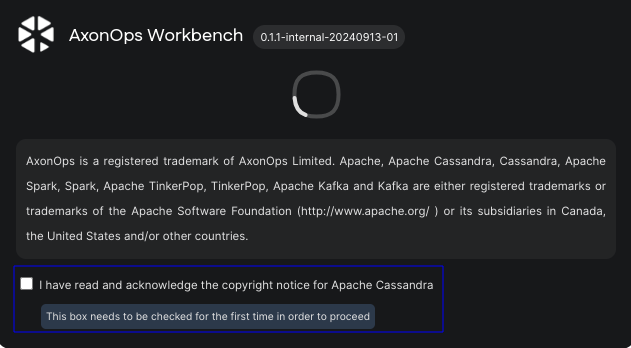 AxonOps Workbench 0.1.1-internal-20240913-01
AxonOps is a registered trademark of AxonOps Limited. Apache, Apache Cassandra, Cassandra, Apache
Spark, Spark, Apache TinkerPop, TinkerPop, Apache Kafka and Kafka are either registered trademarks or
trademarks of the Apache Software Foundation (http://www.apache.org/ ) or its subsidiaries in Canada,
the United States and/or other countries.
I have read and acknowledge the copyright notice for Apache Cassandra
This box needs to be checked for the first time in order to proceed